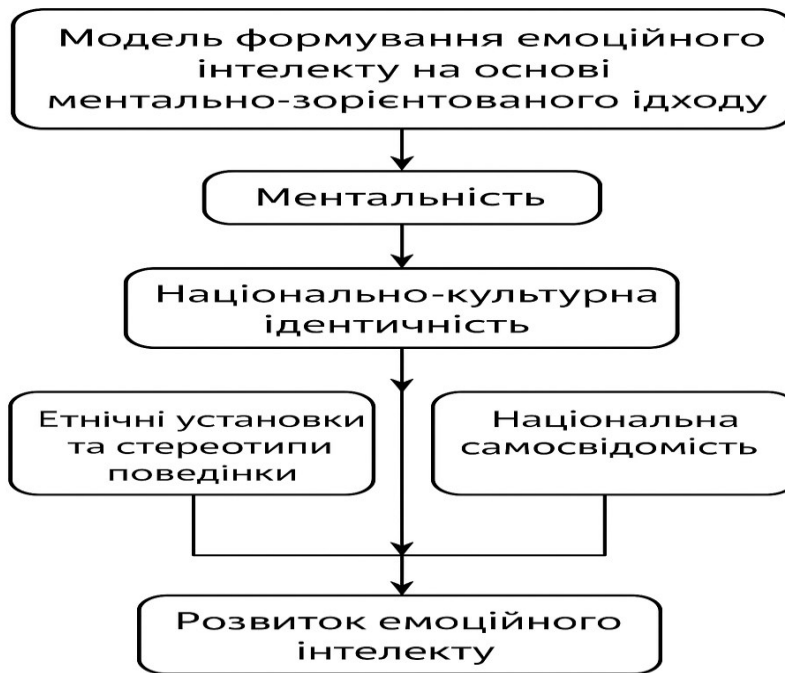 Модель формування емоційного
інтелекту на основі
ментально-зорієнтованого ідходу
Ментальність
Національно-культурна
ідентичність
Етнічні установки
та стереотипи
поведінки
Національна
самосвідомість
Розвиток емоційного
інтелекту